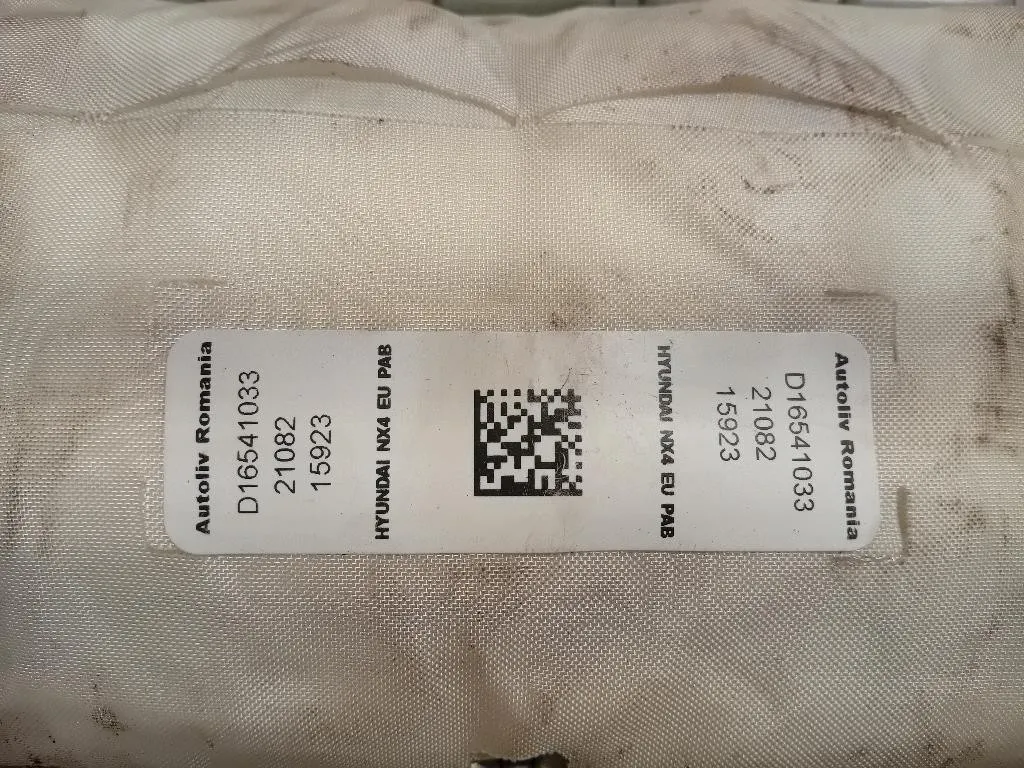 Autoliv Romania
D16541033
21082
15923
HYUNDAI NX4 EU PAB
Autoliv Romania
D16541033
21082
15923
HYUNDAI NX4 EU PAB